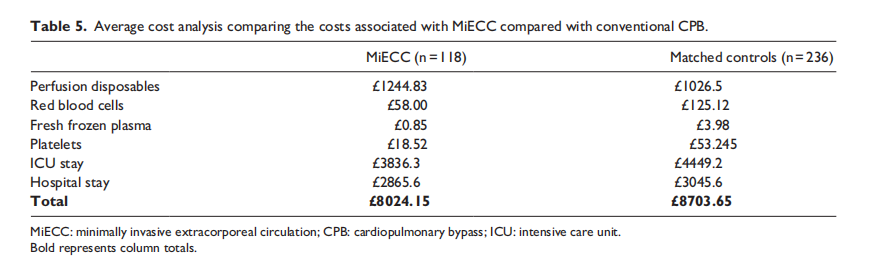 Table 5. Average cost analysis comparing the costs associated with MiECC compared with conventional CPB.
MiECC (n = 118) Matched controls (n = 236)
Perfusion disposables £1244.83 £1026.5
Red blood cells £58.00 £125.12
Fresh frozen plasma £0.85 £3.98
Platelets £18.52 £53.245
ICU stay £3836.3 £4449.2
Hospital stay £2865.6 £3045.6
Total £8024.15 £8703.65
MiECC: minimally invasive extracorporeal circulation; CPB: cardiopulmonary bypass; ICU: intensive care unit.
Bold represents column totals.